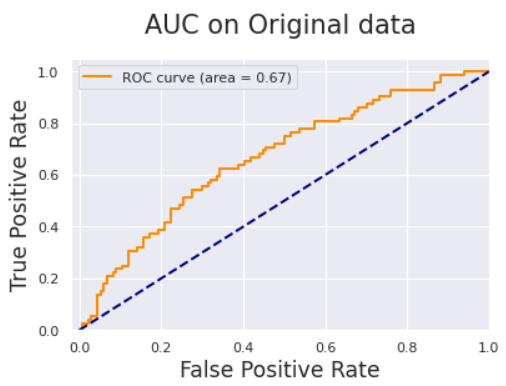 AUC on Original data
ROC curve (area = 0.67)
True Positive Rate
1.0
0.8
0.6
0.4
0.2
0.0
0.0 0.2 0.4 0.6 0.8 1.0
False Positive Rate